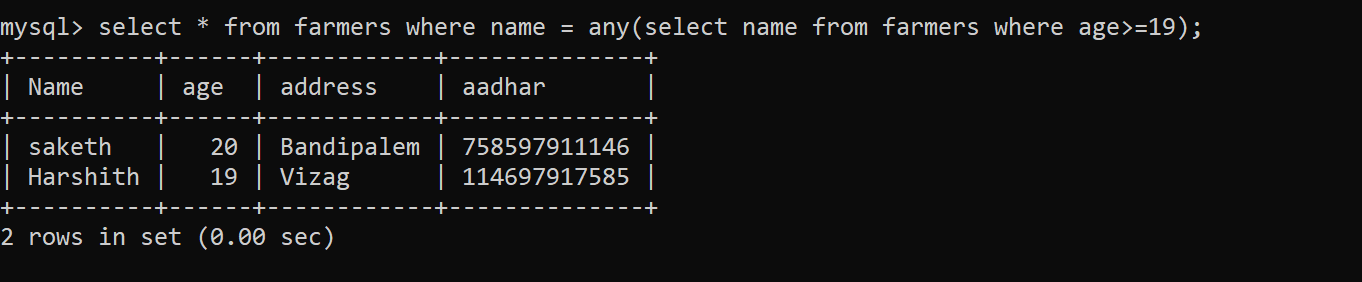 mysql> select * from farmers where name = any(select name from farmers where age>=19);
+----------+------+------------+--------------+
| Name     | age  | address    | aadhar       |
+----------+------+------------+--------------+
| saketh   |   20 | Bandipalem | 758597911146 |
| Harshith |   19 | Vizag      | 114697917585 |
+----------+------+------------+--------------+
2 rows in set (0.00 sec)